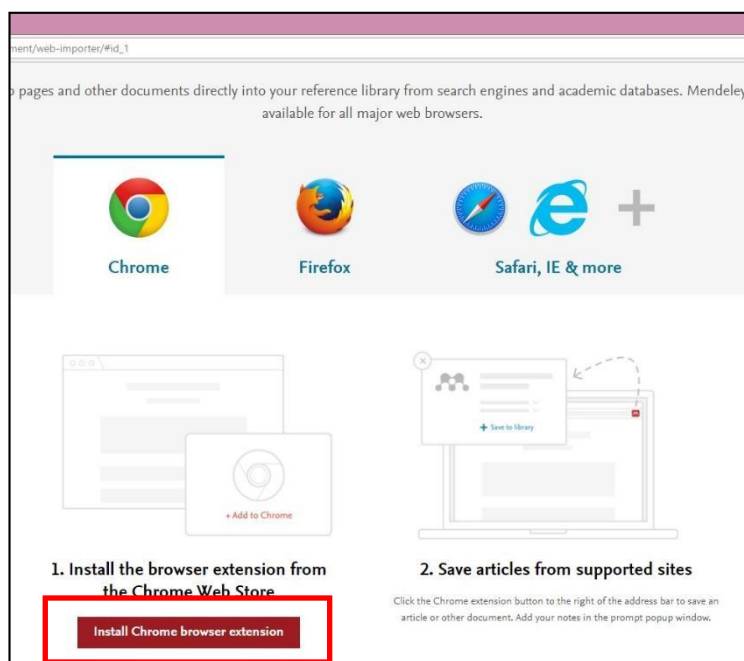 ment/web-importer/#id_1
pages and other documents directly into your reference library from search engines and academic databases. Mendeley
available for all major web browsers.
Chrome
Firefox
Safari, IE & more
+ Add to Chrome
+ Save to library
1. Install the browser extension from
the Chrome Web Store
Install Chrome browser extension
2. Save articles from supported sites
Click the Chrome extension button to the right of the address bar to save an
article or other document. Add your notes in the prompt popup window.